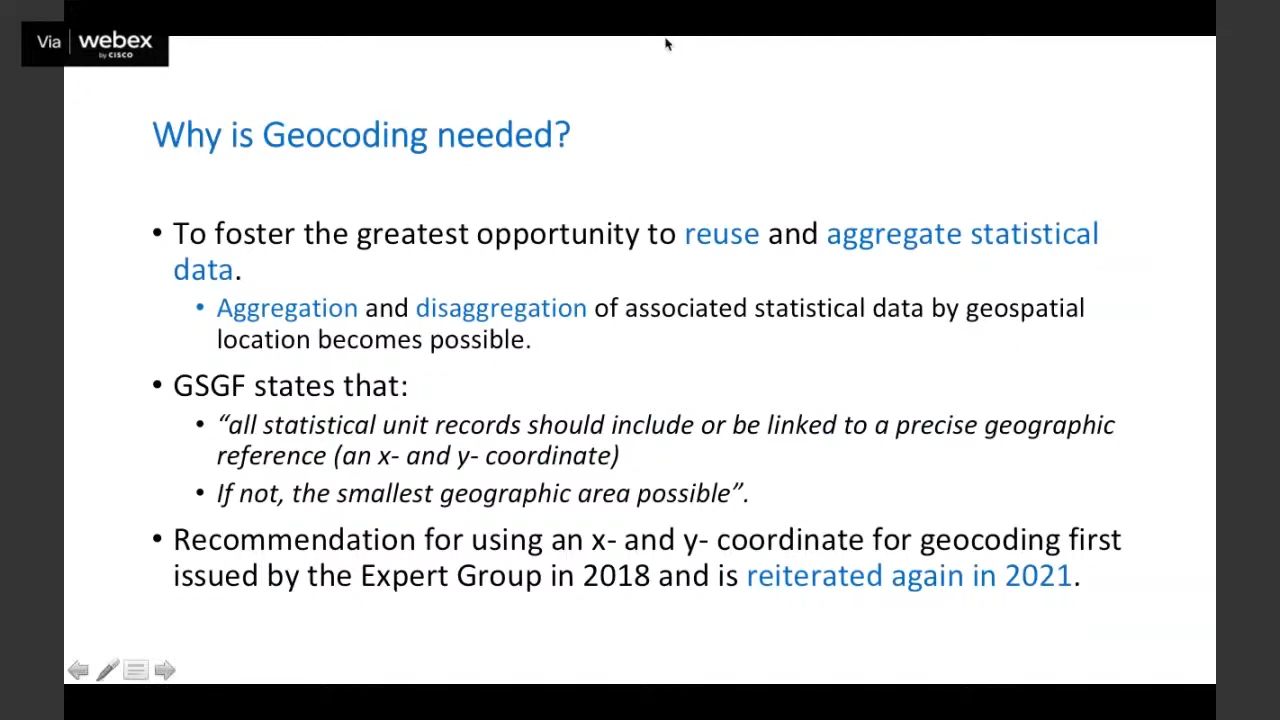 Via webex
by CISCO
Why is Geocoding needed?
• To foster the greatest opportunity to reuse and aggregate statistical
data.
• Aggregation and disaggregation of associated statistical data by geospatial
location becomes possible.
• GSGF states that:
• “all statistical unit records should include or be linked to a precise geographic
reference (an x- and y- coordinate)
• If not, the smallest geographic area possible”.
• Recommendation for using an x- and y- coordinate for geocoding first
issued by the Expert Group in 2018 and is reiterated again in 2021.